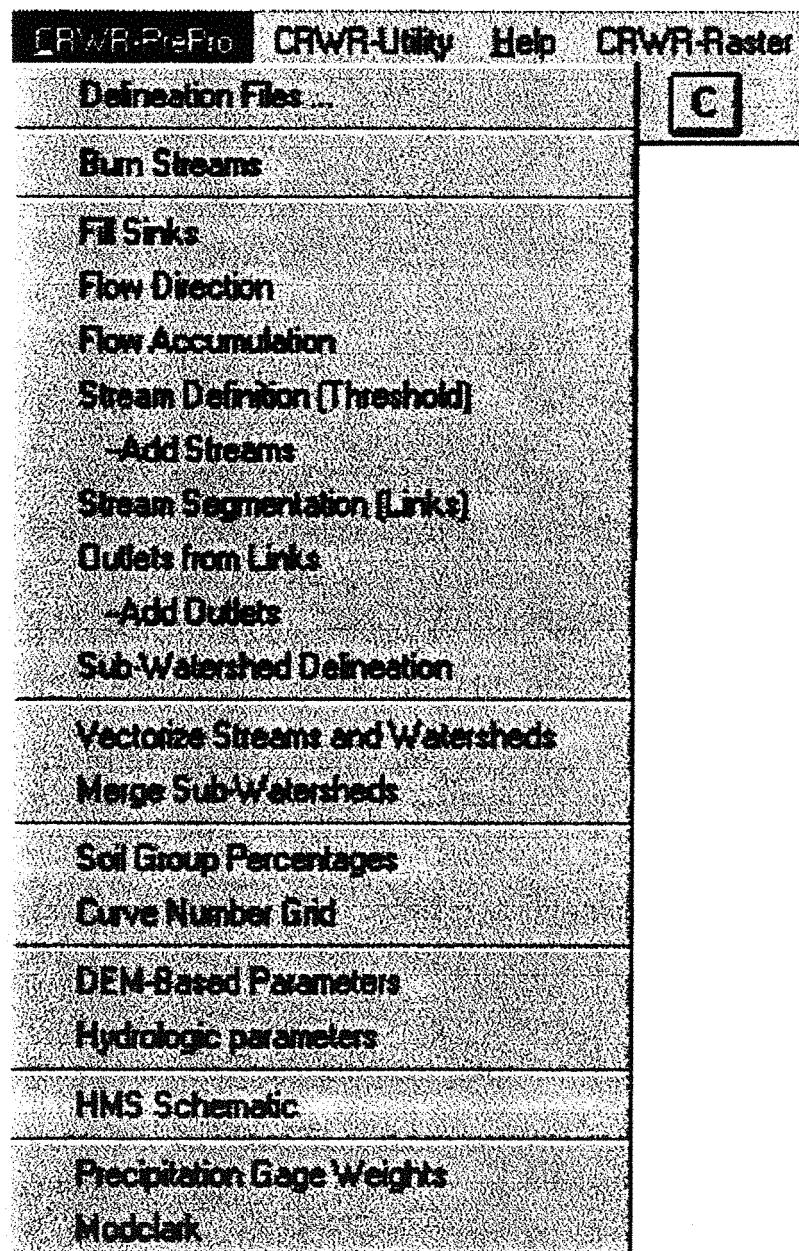 CRWR-PrePro CRWR-Utility Help CRWR-Raster
Delineation Files ...
C
Burn Streams
Fill Sinks
Flow Direction
Flow Accumulation
Stream Definition (Threshold)
-Add Streams
Stream Segmentation (Links)
Outlets from Links
-Add Outlets
Sub-Watershed Delineation
Vectorize Streams and Watersheds
Merge Sub-Watersheds
Soil Group Percentages
Curve Number Grid
DEM-Based Parameters
Hydrologic parameters
HMS Schematic
Precipitation Gage Weights
Modclark